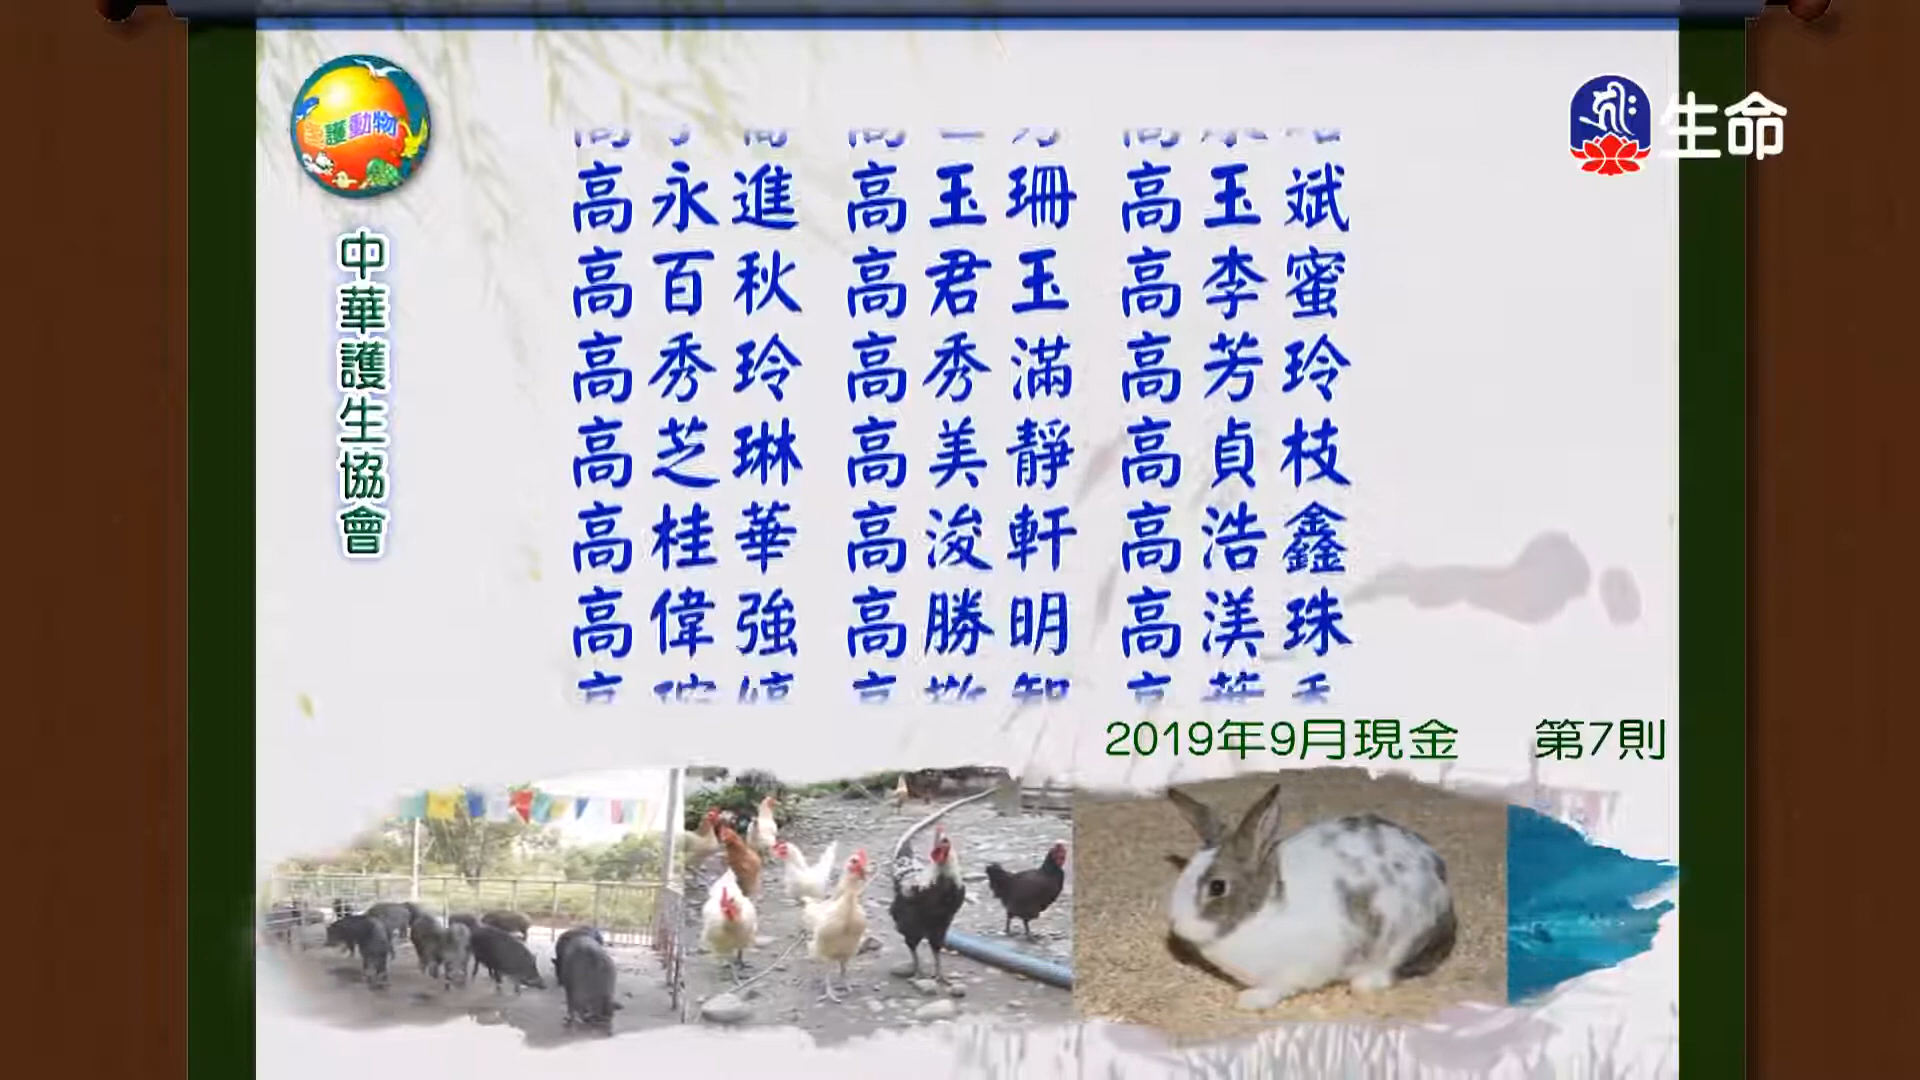 護動物
生命
中華護生協會
高永進 高玉珊 高玉斌
高百秋 高君玉 高李蜜
高秀玲 高秀滿 高芳玲
高芝琳 高美靜 高貞枝
高桂華 高浚軒 高浩鑫
高偉強 高勝明 高渼珠
2019年9月現金 第7則